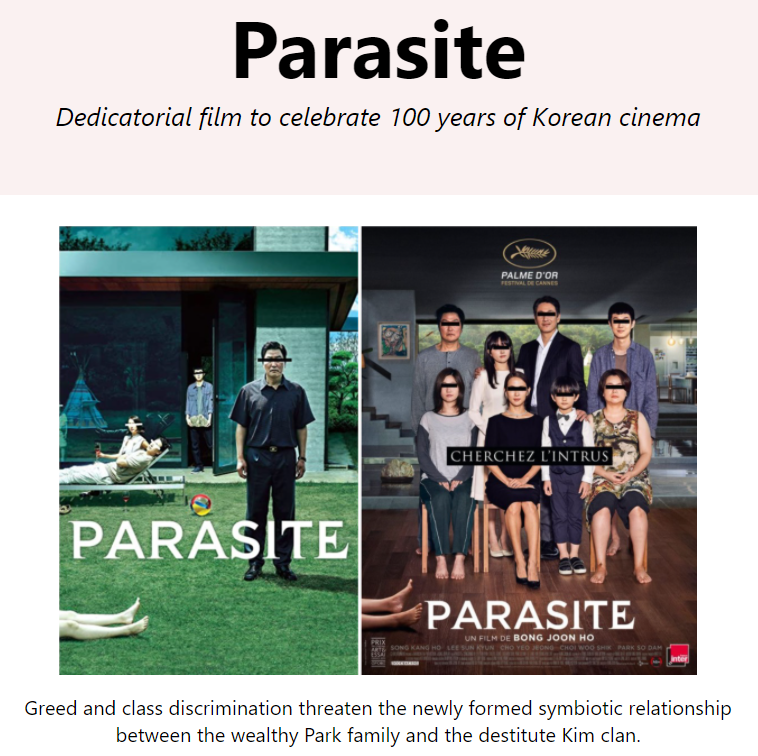 Parasite
Dedicatorial film to celebrate 100 years of Korean cinema
PARASITE
PALME D'OR
FESTIVAL DE CANNES
CHERCHEZ L'INTRUS
PARASITE
UN FILM DE BONG JOON HO
SONG KANG HO LEE SUN KYUN CHO YEO JEONG CHOI WOO SHIK PARK SO DAM
inter
Greed and class discrimination threaten the newly formed symbiotic relationship
between the wealthy Park family and the destitute Kim clan.